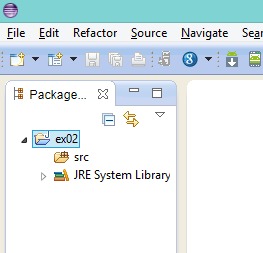 File Edit Refactor Source Navigate Sear
Package...
ex02
src
JRE System Library